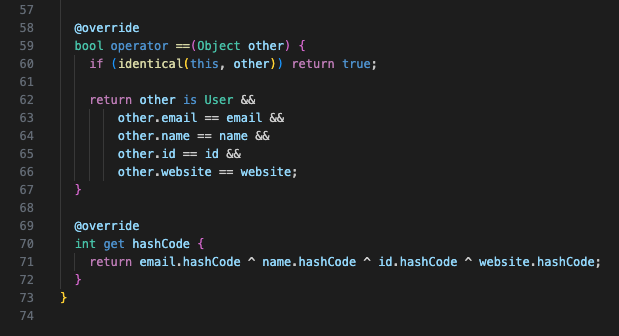 57
58 @override
59 bool operator ==(Object other) {
60 if (identical(this, other)) return true;
61
62 return other is User &&
63 other.email == email &&
64 other.name == name &&
65 other.id == id &&
66 other.website == website;
67 }
68
69 @override
70 int get hashCode {
71 return email.hashCode ^ name.hashCode ^ id.hashCode ^ website.hashCode;
72 }
73 }
74